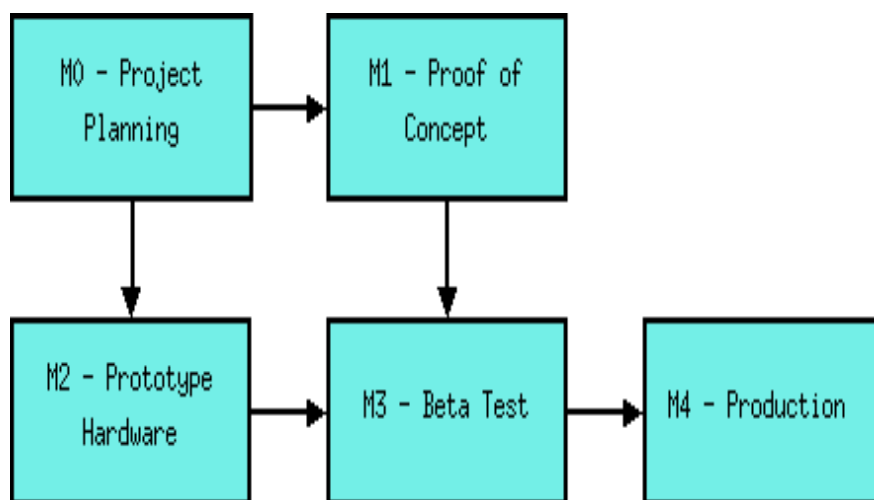 M0 - Project
Planning
M1 - Proof of
Concept
M2 - Prototype
Hardware
M3 - Beta Test
M4 - Production